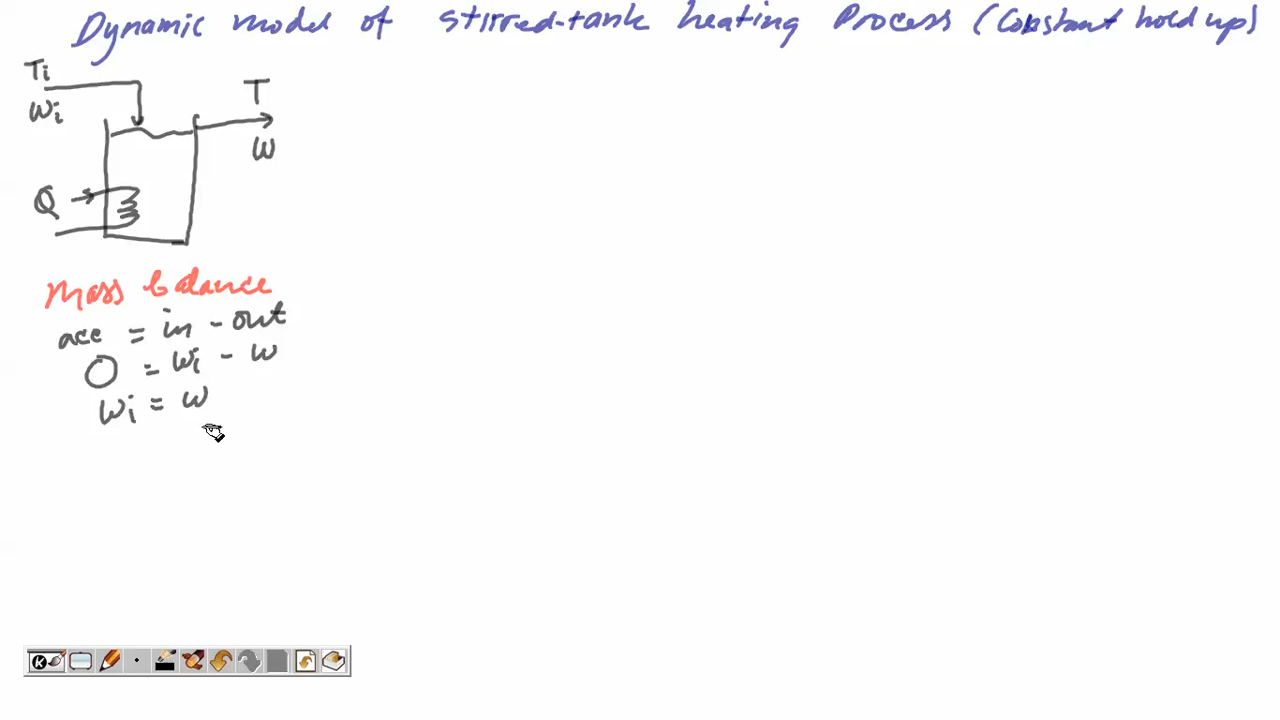 Dynamic model of stirred-tank heating Process (Constant hold up)
Ti
wi
T
w
Q
Mass balance
acc = in - out
0 = wi - w
wi = w
K